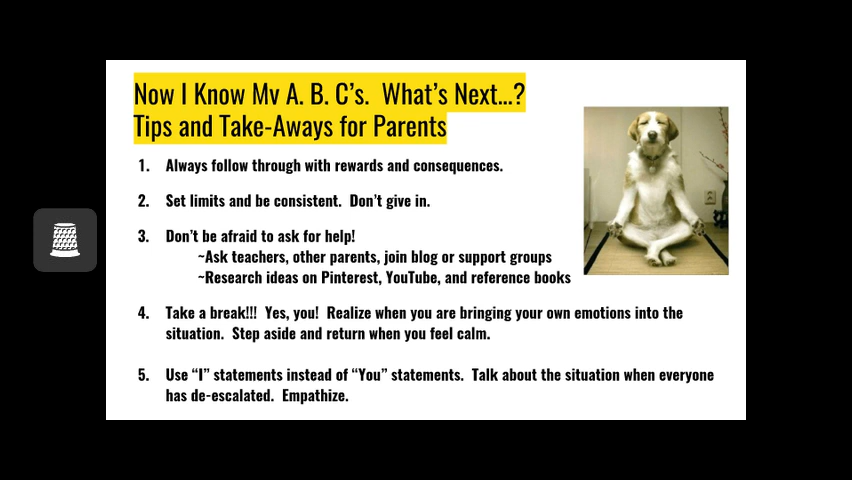 Now I Know Mv A. B. C's.  What's Next...?
Tips and Take-Aways for Parents
1. Always follow through with rewards and consequences.
2. Set limits and be consistent.  Don't give in.
3. Don't be afraid to ask for help!
~Ask teachers, other parents, join blog or support groups
~Research ideas on Pinterest, YouTube, and reference books
4. Take a break!!!  Yes, you!  Realize when you are bringing your own emotions into the
situation.  Step aside and return when you feel calm.
5. Use “I” statements instead of “You” statements.  Talk about the situation when everyone
has de-escalated.  Empathize.